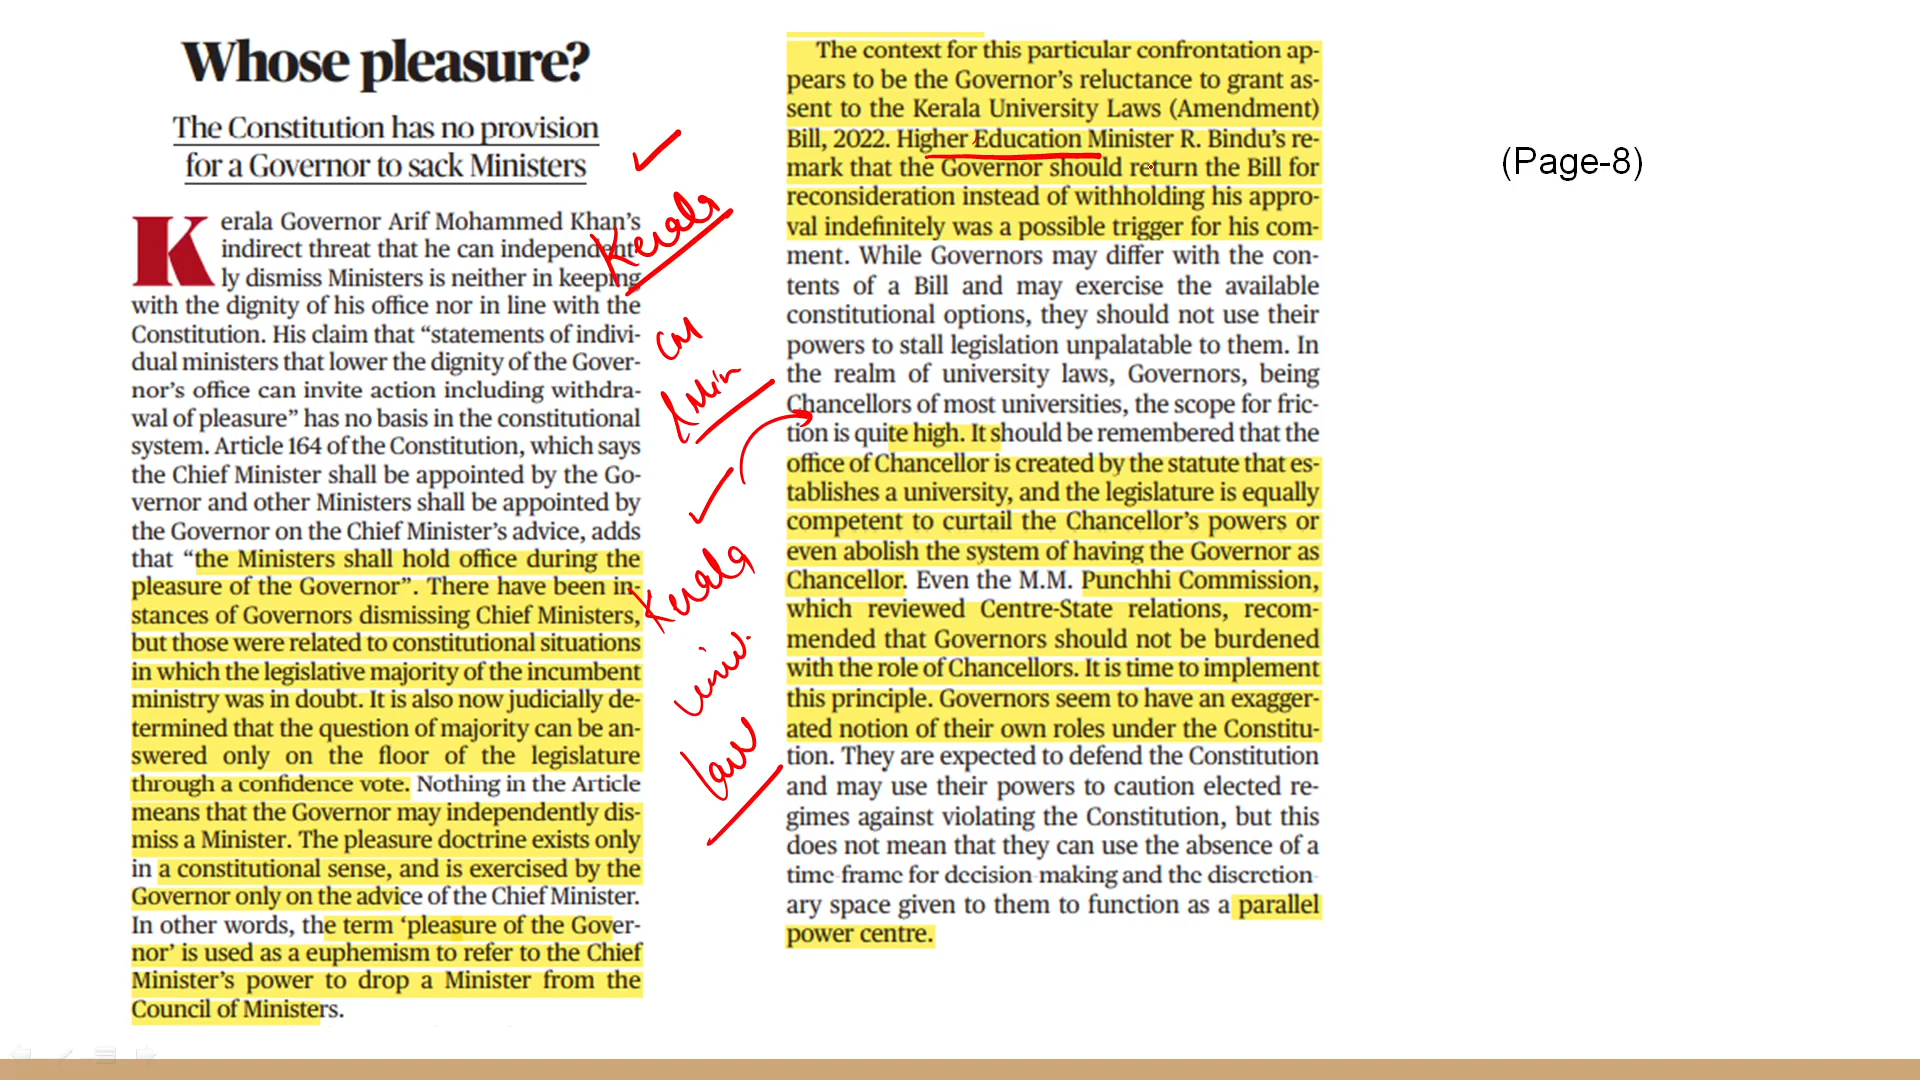 Whose pleasure?
The Constitution has no provision
for a Governor to sack Ministers
Kerala Governor Arif Mohammed Khan's
indirect threat that he can independent-
ly dismiss Ministers is neither in keeping
with the dignity of his office nor in line with the
Constitution. His claim that “statements of indivi-
dual ministers that lower the dignity of the Gover-
nor's office can invite action including withdra-
wal of pleasure” has no basis in the constitutional
system. Article 164 of the Constitution, which says
the Chief Minister shall be appointed by the Go-
vernor and other Ministers shall be appointed by
the Governor on the Chief Minister's advice, adds
that “the Ministers shall hold office during the
pleasure of the Governor”. There have been in-
stances of Governors dismissing Chief Ministers,
but those were related to constitutional situations
in which the legislative majority of the incumbent
ministry was in doubt. It is also now judicially de-
termined that the question of majority can be an-
swered only on the floor of the legislature
through a confidence vote. Nothing in the Article
means that the Governor may independently dis-
miss a Minister. The pleasure doctrine exists only
in a constitutional sense, and is exercised by the
Governor only on the advice of the Chief Minister.
In other words, the term ‘pleasure of the Gover-
nor’ is used as a euphemism to refer to the Chief
Minister's power to drop a Minister from the
Council of Ministers.
Kerala
CM
Min
Kerala
Univ.
Law
The context for this particular confrontation ap-
pears to be the Governor's reluctance to grant as-
sent to the Kerala University Laws (Amendment)
Bill, 2022. Higher Education Minister R. Bindu's re-
mark that the Governor should return the Bill for
reconsideration instead of withholding his appro-
val indefinitely was a possible trigger for his com-
ment. While Governors may differ with the con-
tents of a Bill and may exercise the available
constitutional options, they should not use their
powers to stall legislation unpalatable to them. In
the realm of university laws, Governors, being
Chancellors of most universities, the scope for fric-
tion is quite high. It should be remembered that the
office of Chancellor is created by the statute that es-
tablishes a university, and the legislature is equally
competent to curtail the Chancellor's powers or
even abolish the system of having the Governor as
Chancellor. Even the M.M. Punchhi Commission,
which reviewed Centre-State relations, recom-
mended that Governors should not be burdened
with the role of Chancellors. It is time to implement
this principle. Governors seem to have an exagger-
ated notion of their own roles under the Constitu-
tion. They are expected to defend the Constitution
and may use their powers to caution elected re-
gimes against violating the Constitution, but this
does not mean that they can use the absence of a
time-frame for decision-making and the discretion-
ary space given to them to function as a parallel
power centre.
(Page-8)